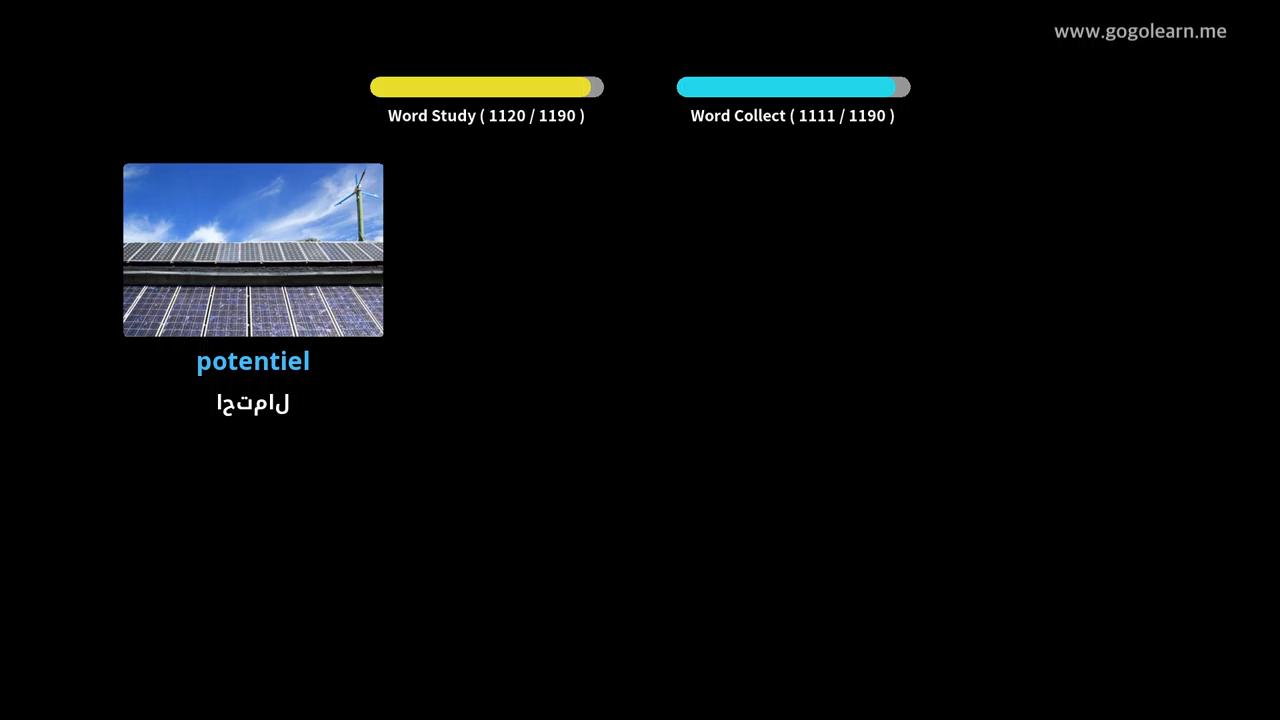 www.gogolearn.me
Word Study ( 1120 / 1190 )
Word Collect ( 1111 / 1190 )
potentiel
احتمال